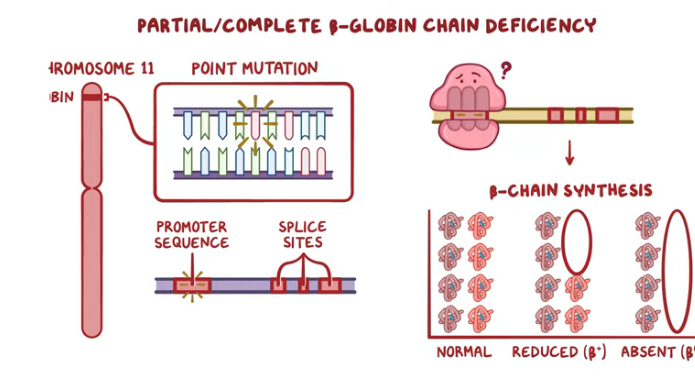 PARTIAL/COMPLETE β-GLOBIN CHAIN DEFICIENCY
HROMOSOME 11
BIN
POINT MUTATION
?
PROMOTER
SEQUENCE
SPLICE
SITES
β-CHAIN SYNTHESIS
NORMAL
REDUCED (β⁺)
ABSENT (β